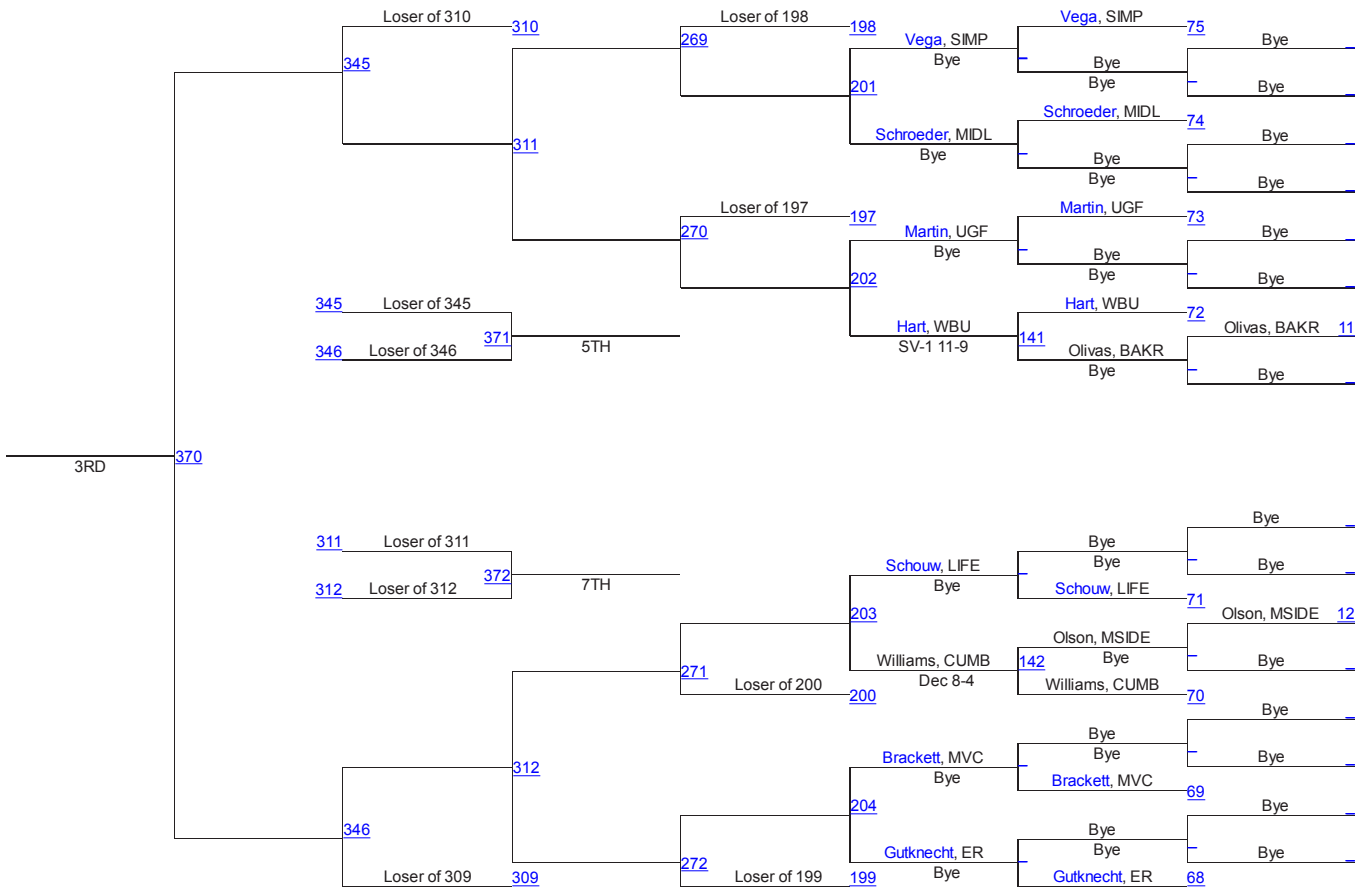 Loser of 310 310 Loser of 198 198 Vega, SIMP 75
345 269 Vega, SIMP Bye
Bye Bye
Bye
201 Bye
311 Schroeder, MIDL Schroeder, MIDL 74
Bye Bye
Bye
Bye
Bye
Loser of 197 197 Martin, UGF 73
270 Martin, UGF Bye
Bye Bye
Bye
202 Bye
345 Loser of 345 Hart, WBU 72
371 5TH Hart, WBU 141 Olivas, BAKR 11
346 Loser of 346 SV-1 11-9 Olivas, BAKR
Bye
Bye
3RD 370
Bye
311 Loser of 311 Bye
Bye
372 7TH Schouw, LIFE Bye
312 Loser of 312 Bye Schouw, LIFE 71
203 Olson, MSIDE 12
Olson, MSIDE
Williams, CUMB 142 Bye Bye
271 Dec 8-4
Loser of 200 200 Williams, CUMB 70
Bye
Bye
312 Brackett, MVC Bye Bye
Bye Brackett, MVC 69
204 Bye
346 Bye
Gutknecht, ER Bye Bye
272 Bye
Loser of 309 309 Loser of 199 199 Gutknecht, ER 68